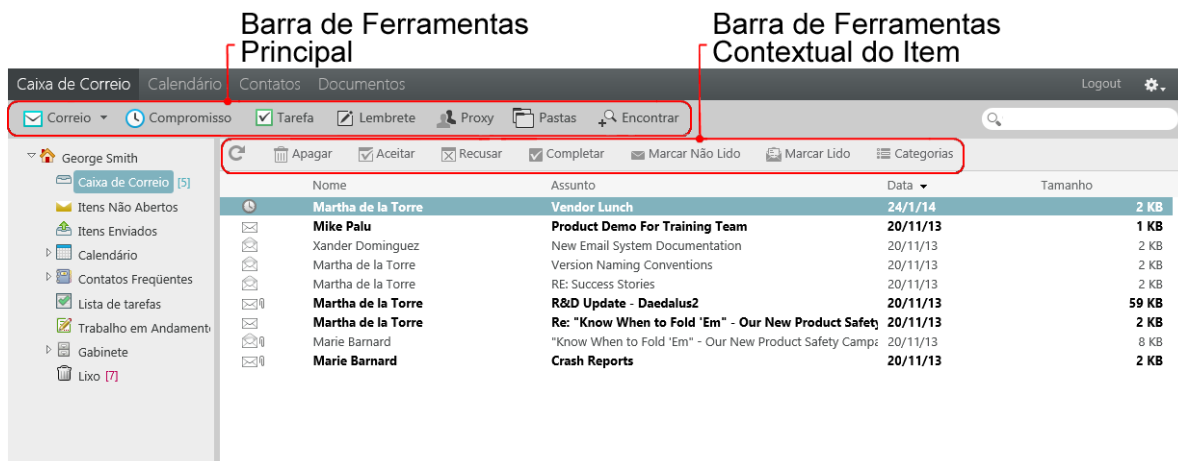 Barra de Ferramentas
Principal
Barra de Ferramentas
Contextual do Item
Caixa de Correio Calendário Contatos Documentos Logout
Correio Compromisso Tarefa Lembrete Proxy Pastas Encontrar
George Smith
Caixa de Correio [5]
Itens Não Abertos
Itens Enviados
Calendário
Contatos Freqüentes
Lista de tarefas
Trabalho em Andament
Gabinete
Lixo [7]
Apagar Aceitar Recusar Completar Marcar Não Lido Marcar Lido Categorias
Nome Assunto Data Tamanho
Martha de la Torre Vendor Lunch 24/1/14 2 KB
Mike Palu Product Demo For Training Team 20/11/13 1 KB
Xander Dominguez New Email System Documentation 20/11/13 2 KB
Martha de la Torre Version Naming Conventions 20/11/13 2 KB
Martha de la Torre RE: Success Stories 20/11/13 2 KB
Martha de la Torre R&D Update - Daedalus2 20/11/13 59 KB
Martha de la Torre Re: "Know When to Fold 'Em" - Our New Product Safety 20/11/13 2 KB
Marie Barnard "Know When to Fold 'Em" - Our New Product Safety Campa 20/11/13 8 KB
Marie Barnard Crash Reports 20/11/13 2 KB